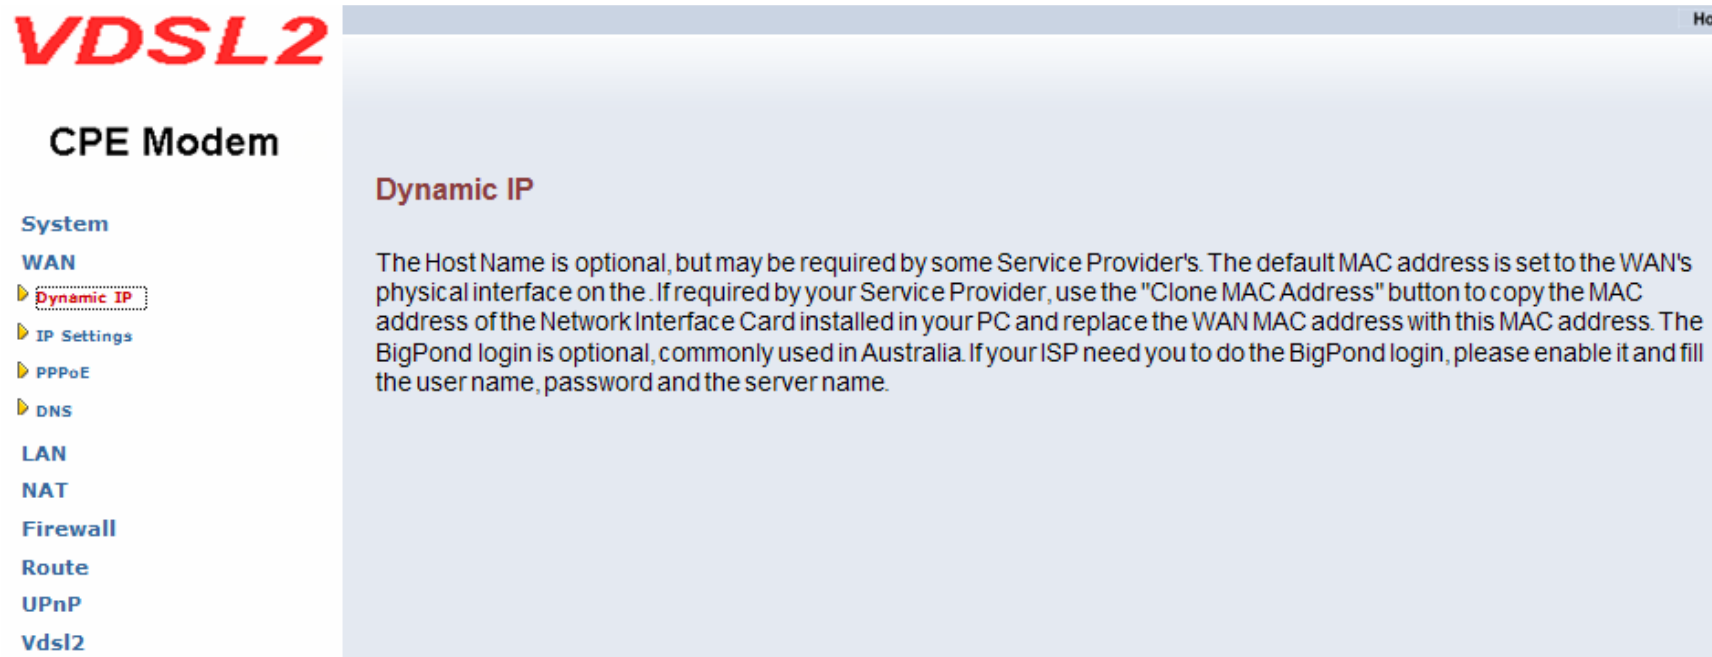 VDSL2
CPE Modem
System
WAN
Dynamic IP
IP Settings
PPPoE
DNS
LAN
NAT
Firewall
Route
UPnP
Vdsl2
Dynamic IP
The Host Name is optional, but may be required by some Service Provider's. The default MAC address is set to the WAN's
physical interface on the . If required by your Service Provider, use the "Clone MAC Address" button to copy the MAC
address of the Network Interface Card installed in your PC and replace the WAN MAC address with this MAC address. The
BigPond login is optional, commonly used in Australia. If your ISP need you to do the BigPond login, please enable it and fill
the user name, password and the server name.